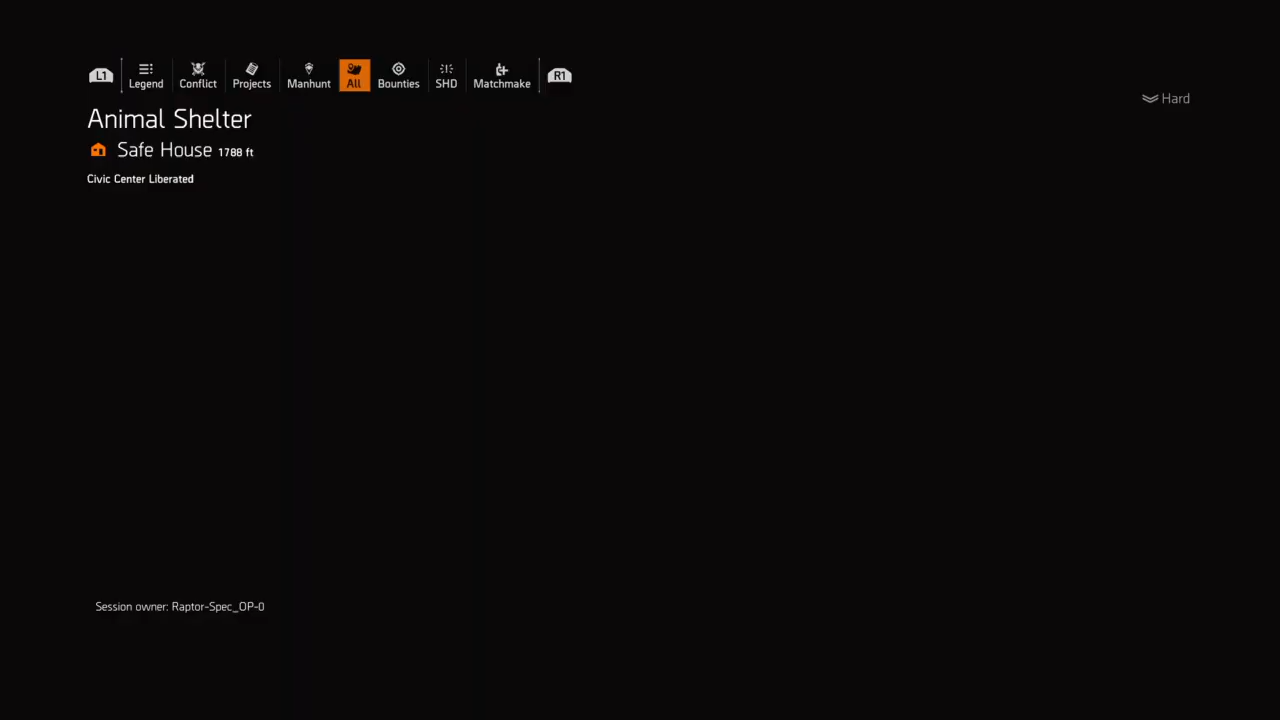 L1 Legend Conflict Projects Manhunt All Bounties SHD Matchmake R1
Hard
Animal Shelter
Safe House 1788 ft
Civic Center Liberated
Session owner: Raptor-Spec_OP-0